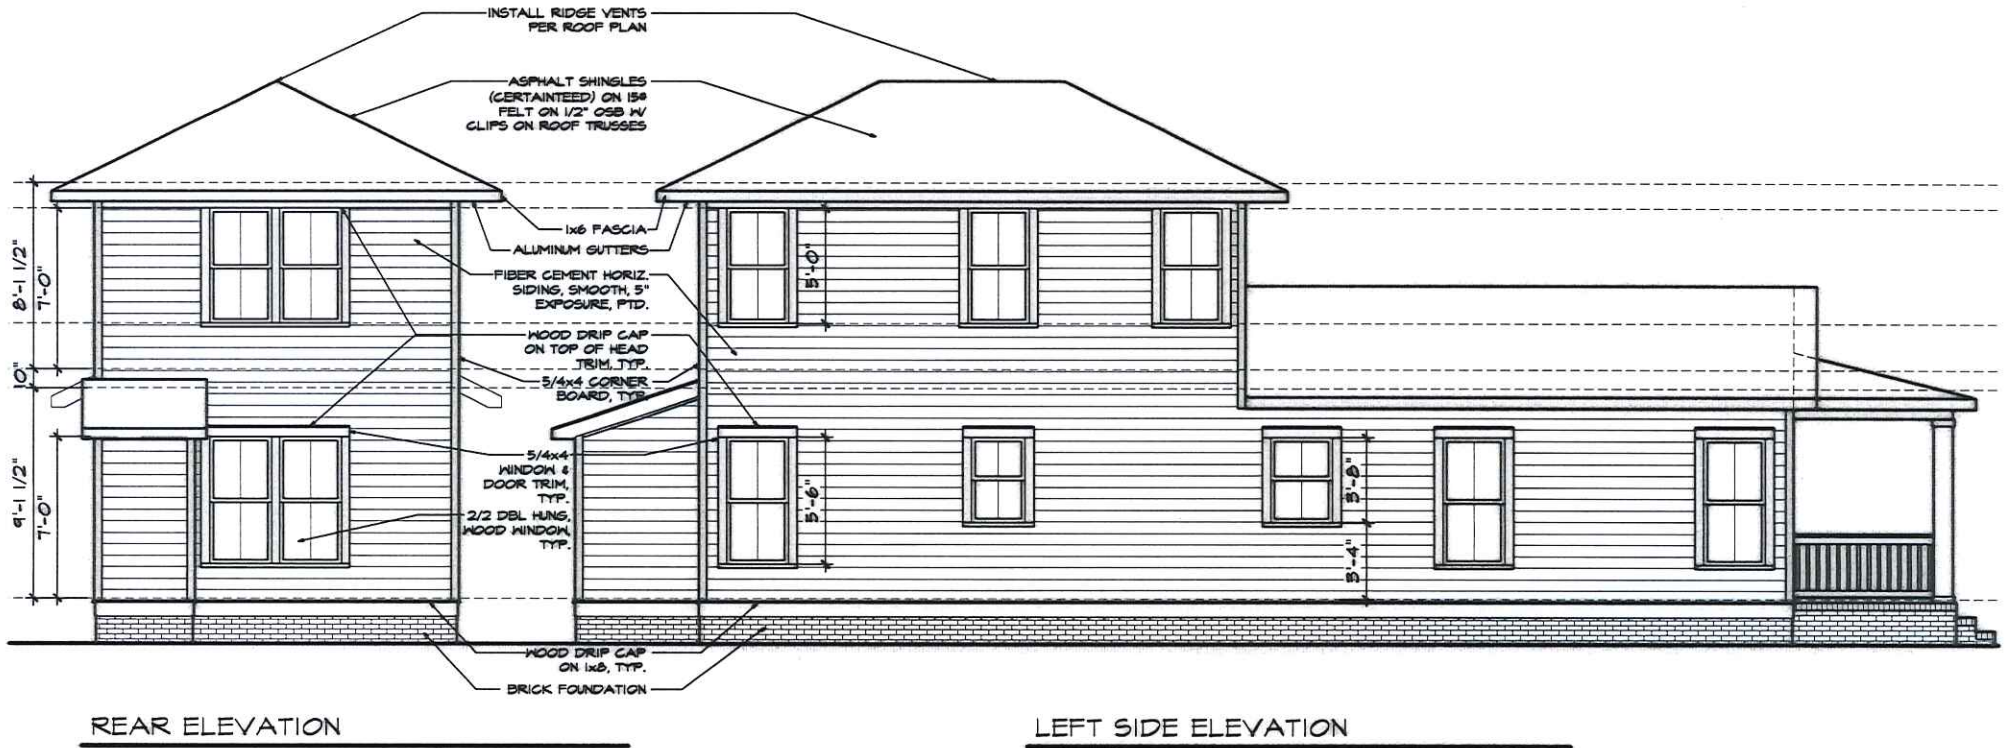 INSTALL RIDGE VENTS
PER ROOF PLAN
ASPHALT SHINGLES
(CERTAINTEED) ON 15#
FELT ON 1/2" OSB W/
CLIPS ON ROOF TRUSSES
1x6 FASCIA
ALUMINUM GUTTERS
FIBER CEMENT HORIZ.
SIDING, SMOOTH, 5"
EXPOSURE, PTD.
WOOD DRIP CAP
ON TOP OF HEAD
TRIM, TYP.
5/4x4 CORNER
BOARD, TYP.
5/4x4
WINDOW &
DOOR TRIM,
TYP.
2/2 DBL HUNG,
WOOD WINDOW,
TYP.
WOOD DRIP CAP
ON 1x8, TYP.
BRICK FOUNDATION
8'-1 1/2"
7'-0"
10"
9'-1 1/2"
7'-0"
5'-0"
5'-6"
3'-8"
3'-4"
REAR ELEVATION
LEFT SIDE ELEVATION